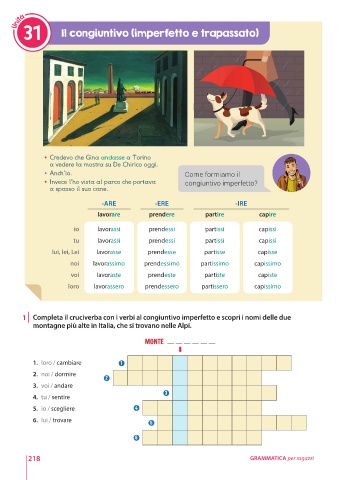 Unità
31 Il congiuntivo (imperfetto e trapassato)
• Credevo che Gina andasse a Torino
a vedere la mostra su De Chirico oggi.
• Anch'io.
• Invece l'ho vista al parco che portava
a spasso il suo cane.
Come formiamo il
congiuntivo imperfetto?
-ARE -ERE -IRE
lavorare prendere partire capire
io lavorassi prendessi partissi capissi
tu lavorassi prendessi partissi capissi
lui, lei, Lei lavorasse prendesse partisse capisse
noi lavorassimo prendessimo partissimo capissimo
voi lavoraste prendeste partiste capiste
loro lavorassero prendessero partissero capissimo
1 Completa il cruciverba con i verbi al congiuntivo imperfetto e scopri i nomi delle due
montagne più alte in Italia, che si trovano nelle Alpi.
MONTE _ _ _ _ _ _
1. loro / cambiare 1
2. noi / dormire 2
3. voi / andare 3
4. tu / sentire
5. io / scegliere 4
6. lui / trovare 5
6
218 GRAMMATICA per ragazzi